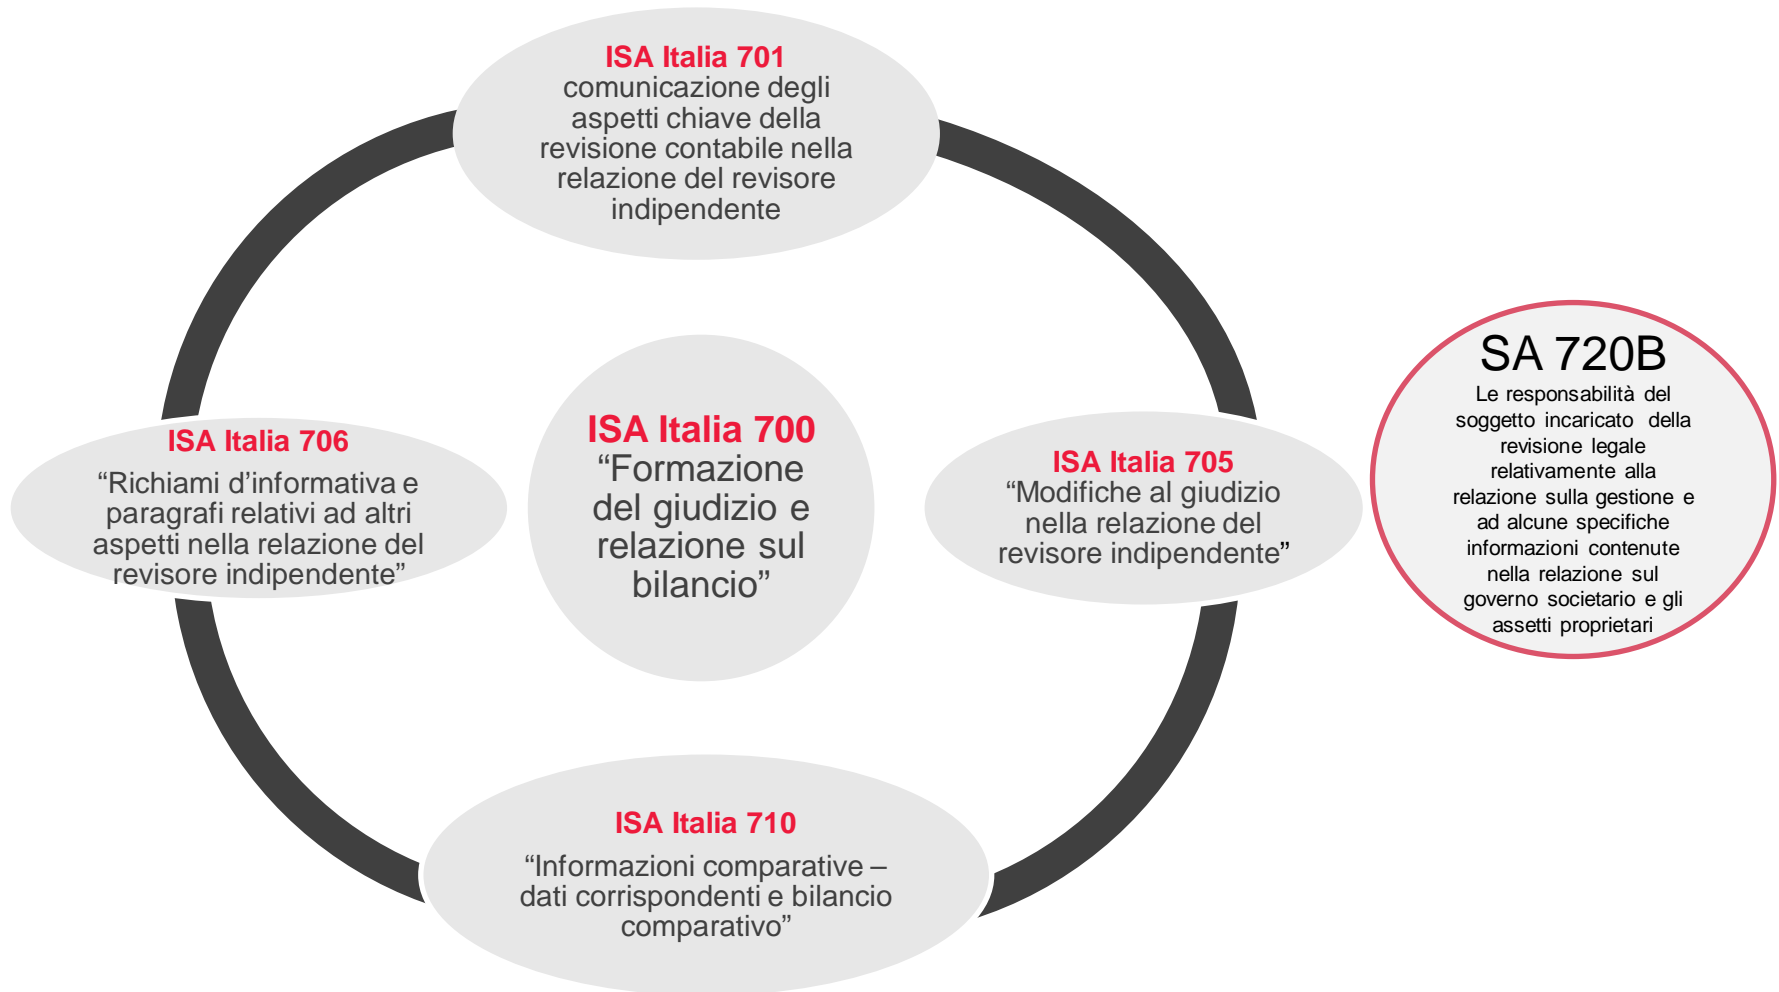 ISA Italia 701
comunicazione degli
aspetti chiave della
revisione contabile nella
relazione del revisore
indipendente
ISA Italia 706
“Richiami d’informativa e
paragrafi relativi ad altri
aspetti nella relazione del
revisore indipendente”
ISA Italia 700
“Formazione
del giudizio e
relazione sul
bilancio”
ISA Italia 705
“Modifiche al giudizio
nella relazione del
revisore indipendente”
SA 720B
Le responsabilità del
soggetto incaricato della
revisione legale
relativamente alla
relazione sulla gestione e
ad alcune specifiche
informazioni contenute
nella relazione sul
governo societario e gli
assetti proprietari
ISA Italia 710
“Informazioni comparative –
dati corrispondenti e bilancio
comparativo”